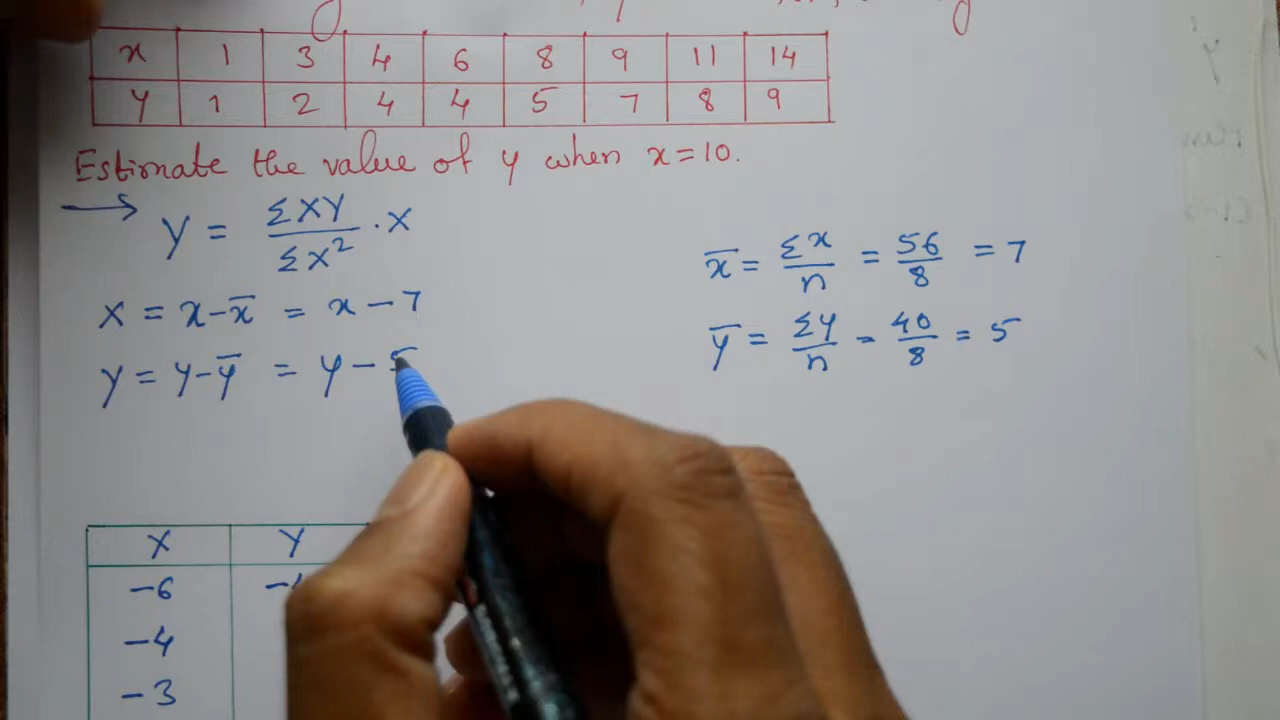 x 1 3 4 6 8 9 11 14
y 1 2 4 4 5 7 8 9
Estimate the value of y when x=10.
→ Y = ΣXY/ΣX² · X
X = x-x̄ = x-7
Y = y-ȳ = y-5
x̄ = Σx/n = 56/8 = 7
ȳ = Σy/n = 40/8 = 5
X Y
-6
-4
-3